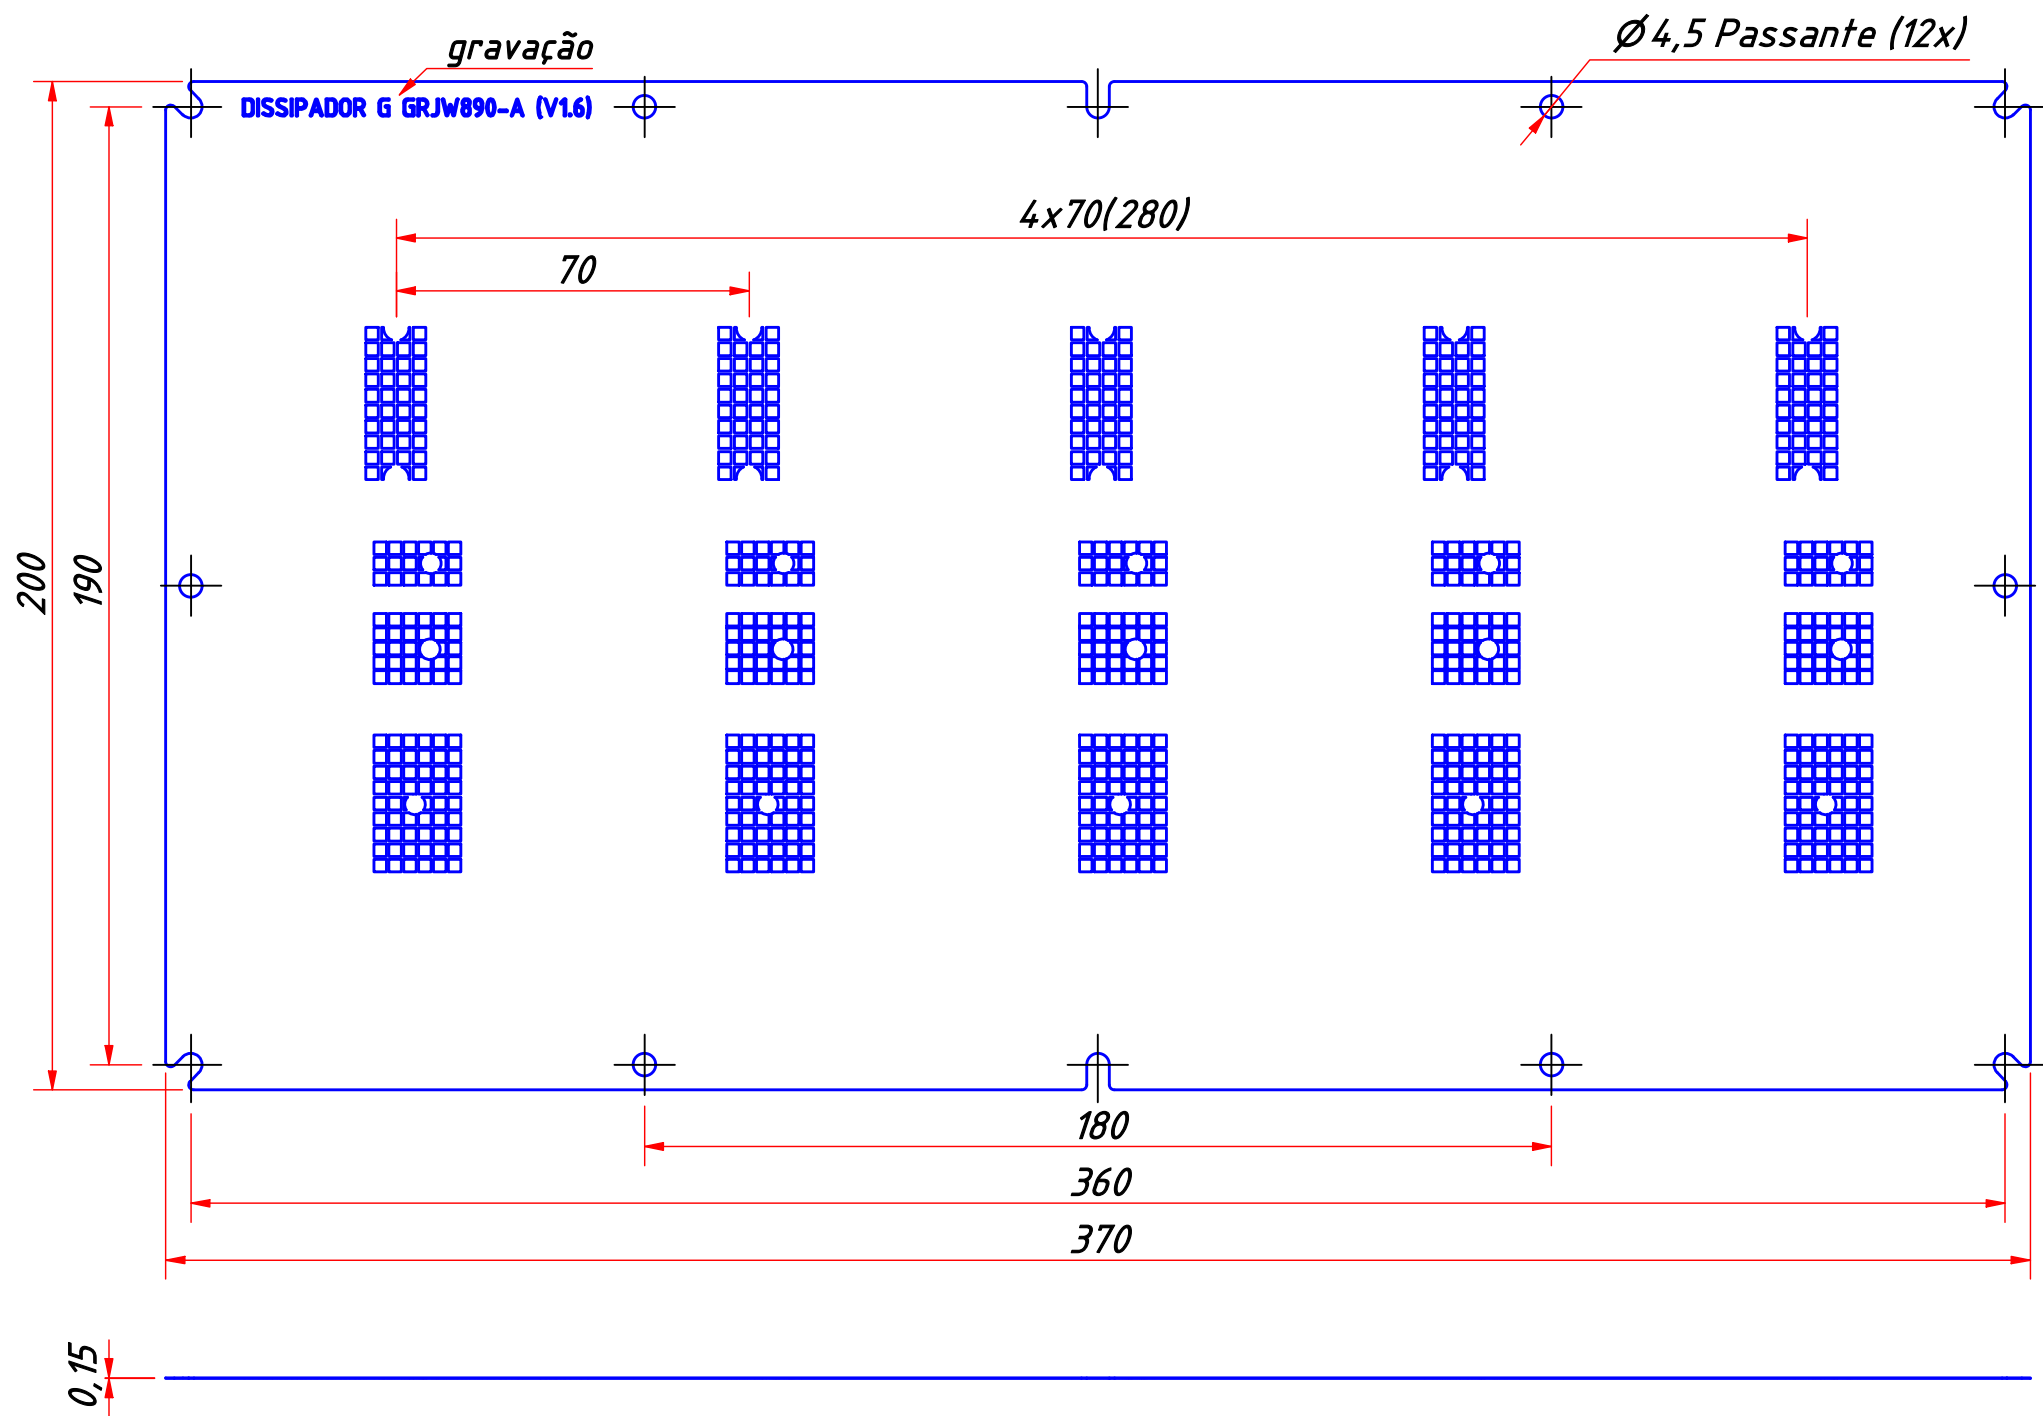 gravação
Ø4,5 Passante (12x)
DISSIPADOR G GRJW890-A (V1.6)
4x70(280)
70
200
190
180
360
370
0,15